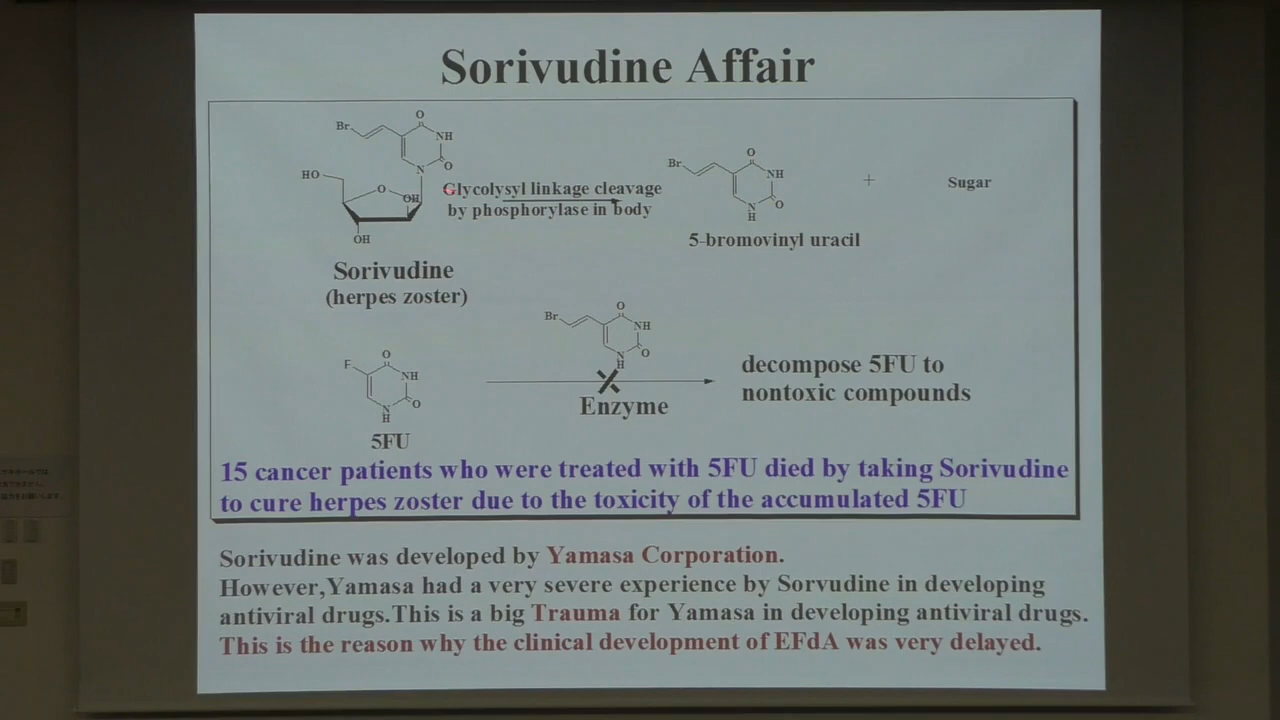 Sorivudine Affair
Br
O
NH
O
N
HO
O
OH
OH
Glycolysyl linkage cleavage
by phosphorylase in body
Br
O
NH
O
N
H
+
Sugar
5-bromovinyl uracil
Sorivudine
(herpes zoster)
Br
O
NH
O
N
H
F
O
NH
O
N
H
5FU
Enzyme
decompose 5FU to
nontoxic compounds
15 cancer patients who were treated with 5FU died by taking Sorivudine
to cure herpes zoster due to the toxicity of the accumulated 5FU
Sorivudine was developed by Yamasa Corporation.
However,Yamasa had a very severe experience by Sorvudine in developing
antiviral drugs.This is a big Trauma for Yamasa in developing antiviral drugs.
This is the reason why the clinical development of EFdA was very delayed.